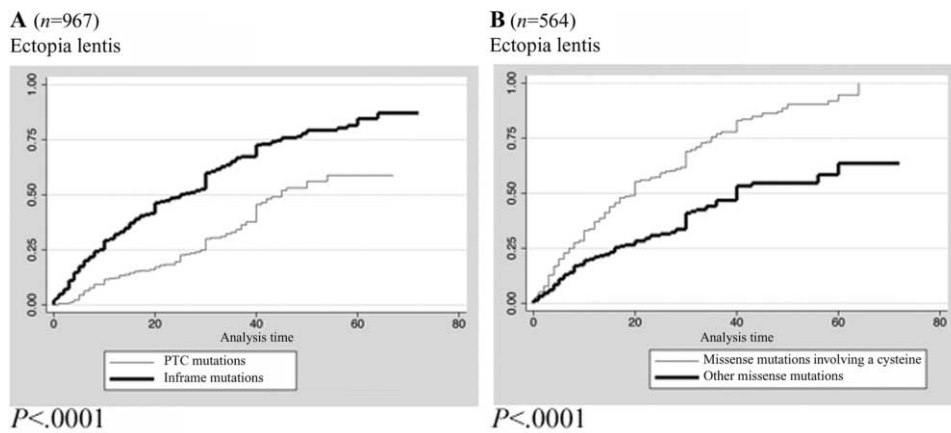 A (n=967)
Ectopia lentis
1.00
0.75
0.50
0.25
0.00
0 20 40 60 80
Analysis time
PTC mutations
Inframe mutations
P<.0001
B (n=564)
Ectopia lentis
1.00
0.75
0.50
0.25
0.00
0 20 40 60 80
Analysis time
Missense mutations involving a cysteine
Other missense mutations
P<.0001